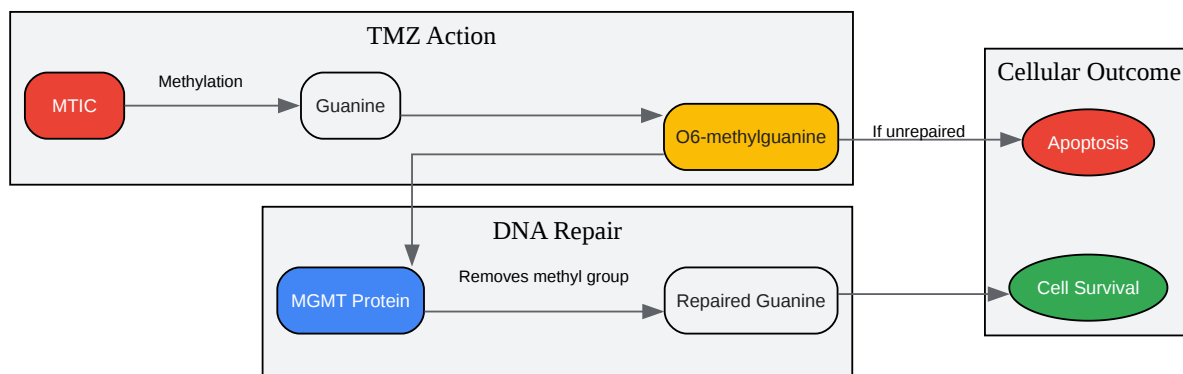 TMZ Action
MTIC
Methylation
Guanine
O6-methylguanine
If unrepaired
Cellular Outcome
Apoptosis
DNA Repair
MGMT Protein
Removes methyl group
Repaired Guanine
Cell Survival